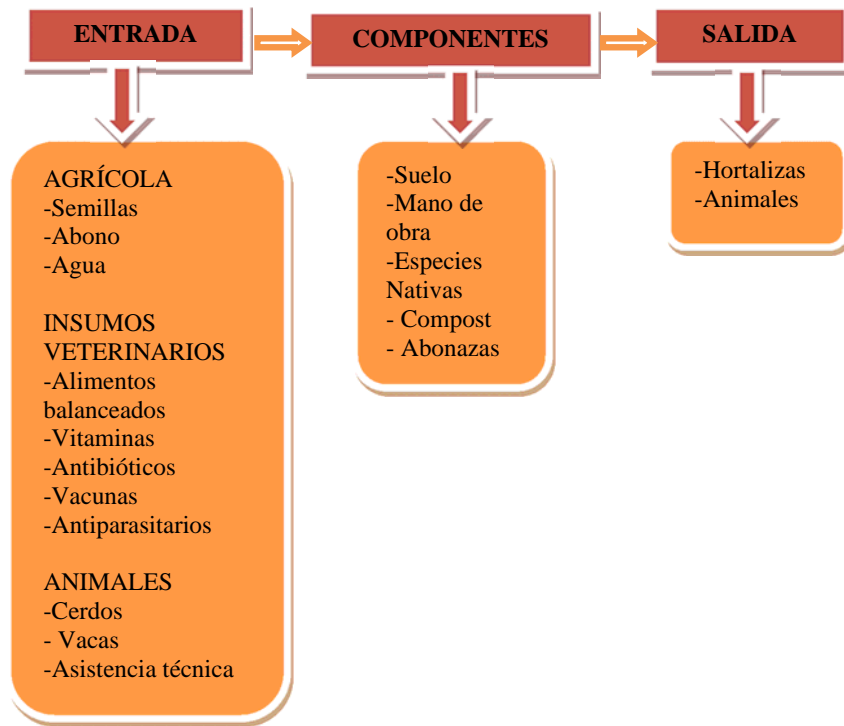 ENTRADA
COMPONENTES
SALIDA
AGRÍCOLA
-Semillas
-Abono
-Agua
INSUMOS
VETERINARIOS
-Alimentos
balanceados
-Vitaminas
-Antibióticos
-Vacunas
-Antiparasitarios
ANIMALES
-Cerdos
- Vacas
-Asistencia técnica
-Suelo
-Mano de
obra
-Especies
Nativas
- Compost
- Abonazas
-Hortalizas
-Animales